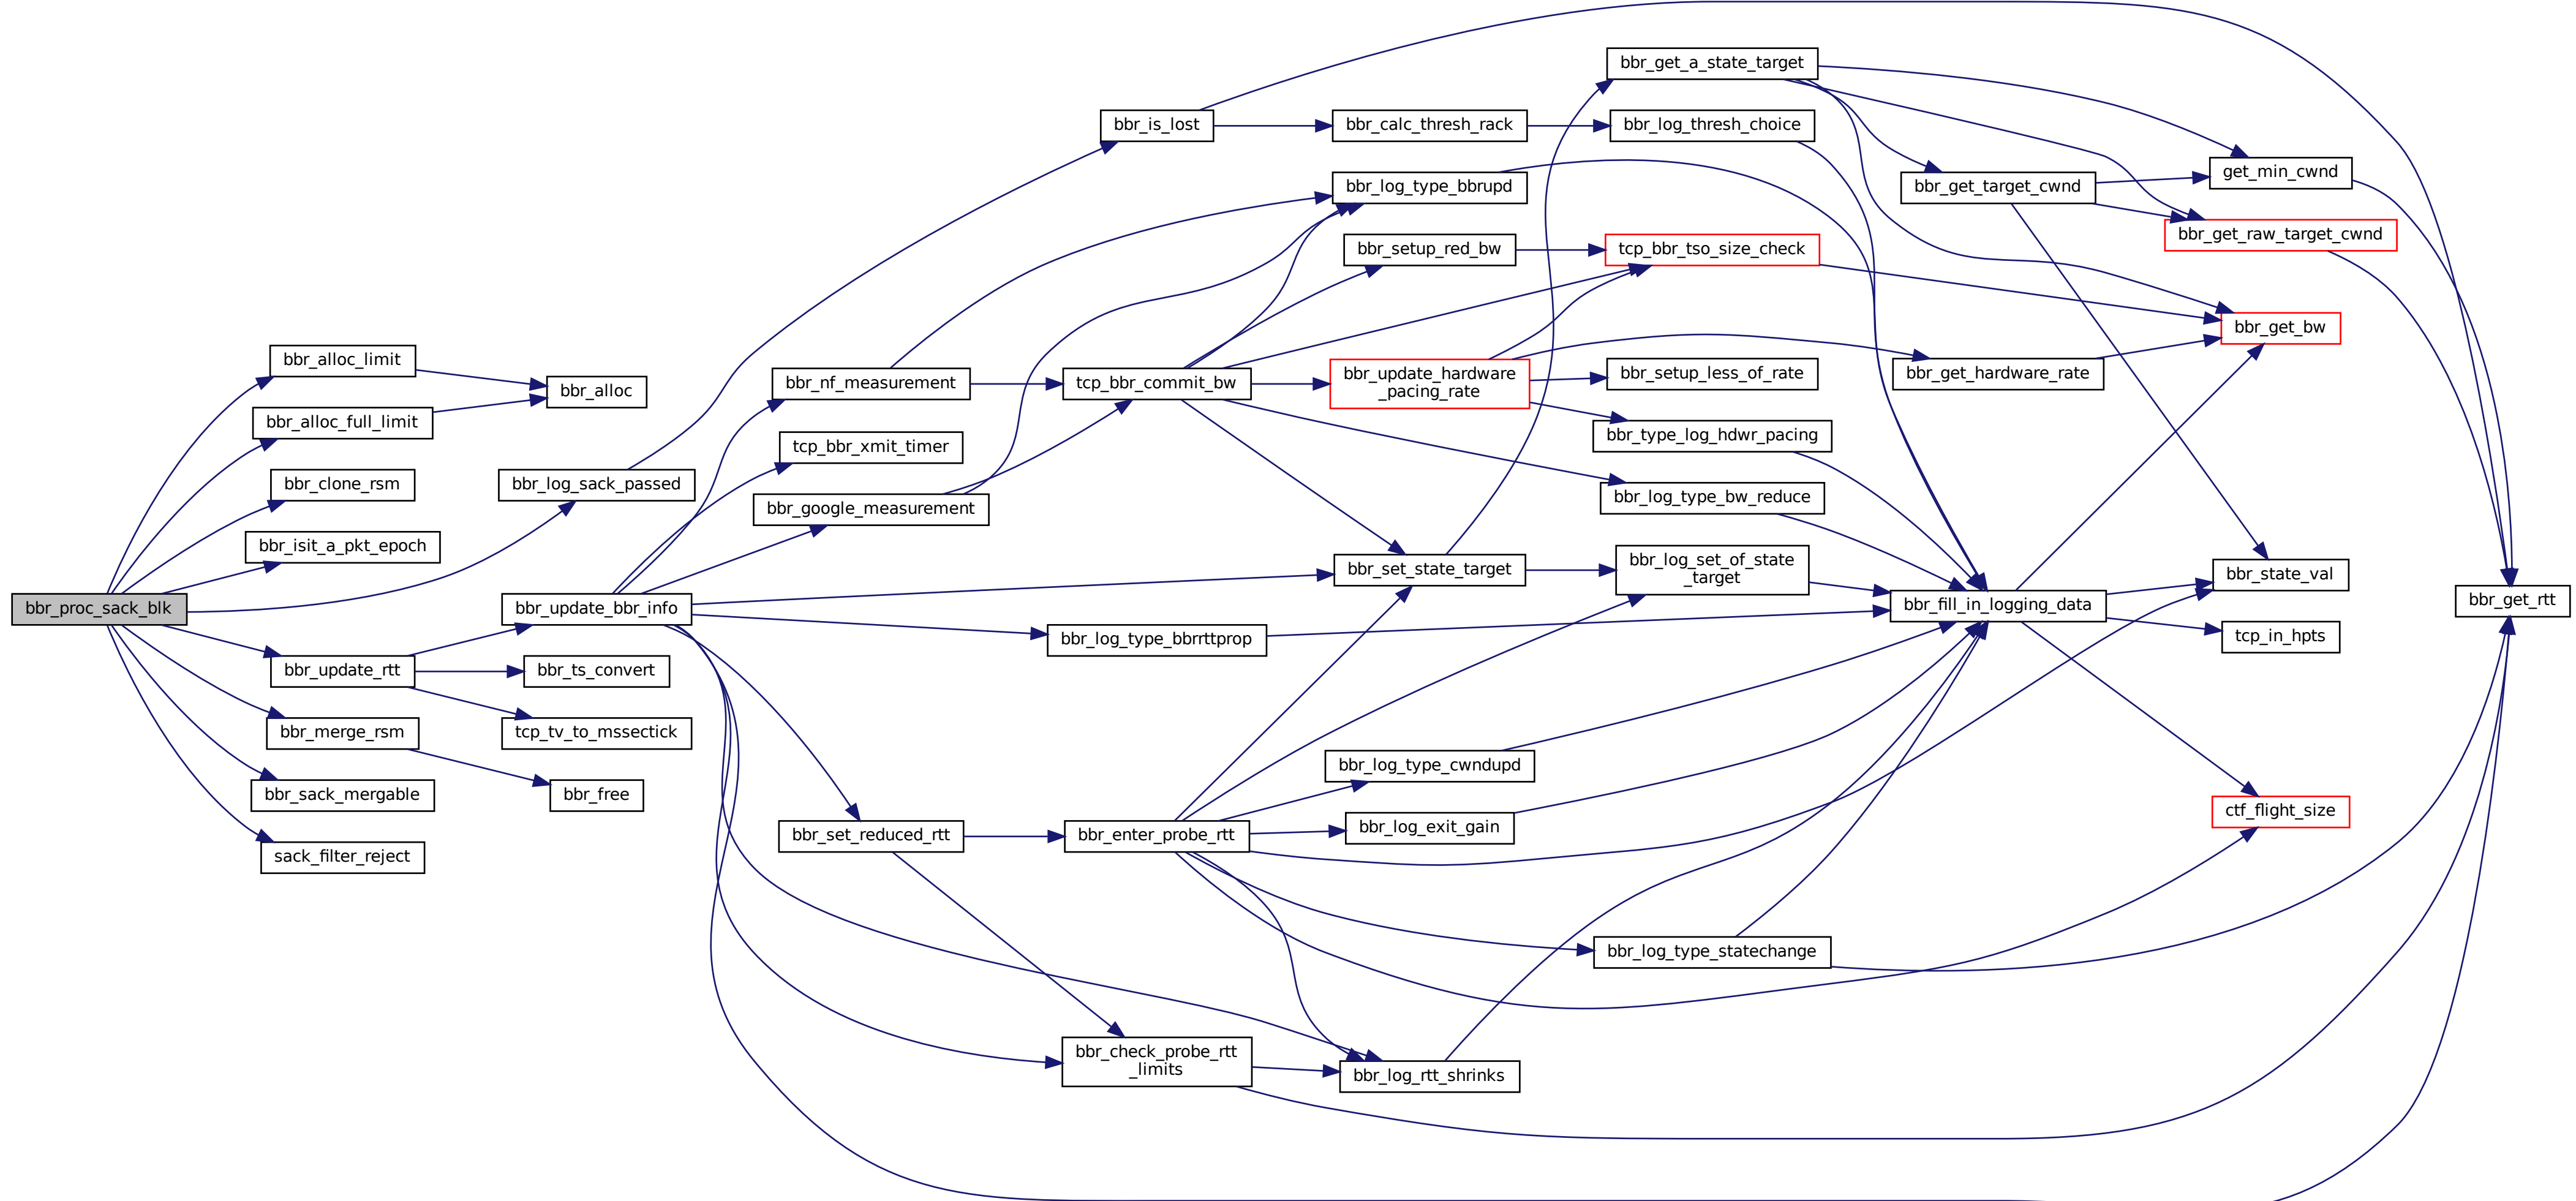 bbr_proc_sack_blk
bbr_alloc_limit
bbr_alloc_full_limit
bbr_clone_rsm
bbr_isit_a_pkt_epoch
bbr_update_rtt
bbr_merge_rsm
bbr_sack_mergable
sack_filter_reject
bbr_alloc
bbr_log_sack_passed
bbr_update_bbr_info
bbr_ts_convert
tcp_tv_to_mssectick
bbr_free
bbr_nf_measurement
tcp_bbr_xmit_timer
bbr_google_measurement
bbr_set_reduced_rtt
bbr_is_lost
tcp_bbr_commit_bw
bbr_log_type_bbrrttprop
bbr_enter_probe_rtt
bbr_check_probe_rtt
_limits
bbr_calc_thresh_rack
bbr_log_type_bbrupd
bbr_setup_red_bw
bbr_update_hardware
_pacing_rate
bbr_set_state_target
bbr_log_type_cwndupd
bbr_log_exit_gain
bbr_log_rtt_shrinks
bbr_get_a_state_target
bbr_log_thresh_choice
tcp_bbr_tso_size_check
bbr_setup_less_of_rate
bbr_type_log_hdwr_pacing
bbr_log_type_bw_reduce
bbr_log_set_of_state
_target
bbr_log_type_statechange
bbr_get_target_cwnd
bbr_get_hardware_rate
bbr_fill_in_logging_data
get_min_cwnd
bbr_get_raw_target_cwnd
bbr_get_bw
bbr_state_val
tcp_in_hpts
ctf_flight_size
bbr_get_rtt